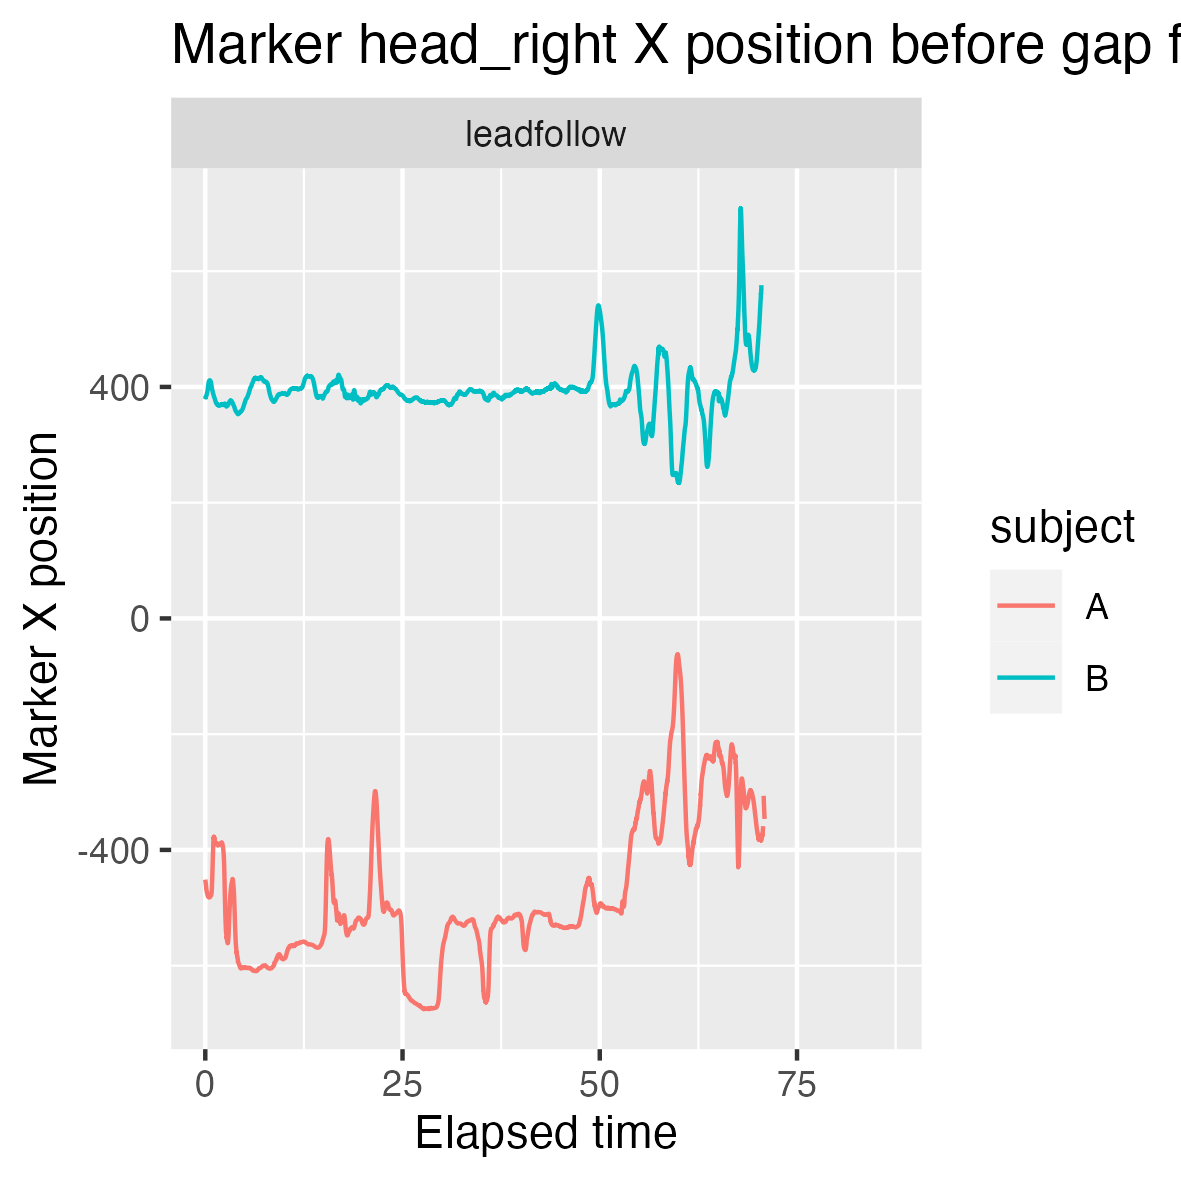 Marker head_right X position before gap f
leadfollow
Marker X position
400
0
-400
0
25
50
75
Elapsed time
subject
A
B